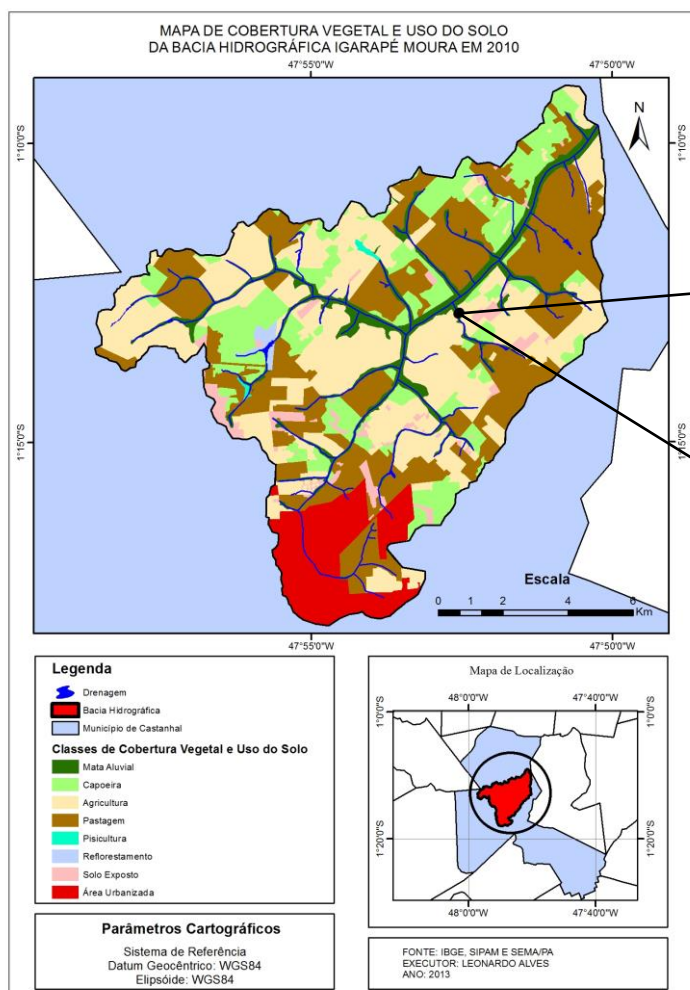 MAPA DE COBERTURA VEGETAL E USO DO SOLO
DA BACIA HIDROGRÁFICA IGARAPÉ MOURA EM 2010
47°55'0"W
47°50'0"W
1°10'0"S
1°10'0"S
N
1°15'0"S
1°15'0"S
Escala
0 1 2 4 6
Km
47°55'0"W
47°50'0"W
Legenda
Drenagem
Bacia Hidrográfica
Município de Castanhal
Classes de Cobertura Vegetal e Uso do Solo
Mata Aluvial
Capoeira
Agricultura
Pastagem
Pisicultura
Reflorestamento
Solo Exposto
Área Urbanizada
Mapa de Localização
48°0'0"W
47°40'0"W
1°0'0"S
1°0'0"S
1°20'0"S
1°20'0"S
48°0'0"W
47°40'0"W
Parâmetros Cartográficos
Sistema de Referência
Datum Geocêntrico: WGS84
Elipsóide: WGS84
FONTE: IBGE, SIPAM E SEMA/PA
EXECUTOR: LEONARDO ALVES
ANO: 2013